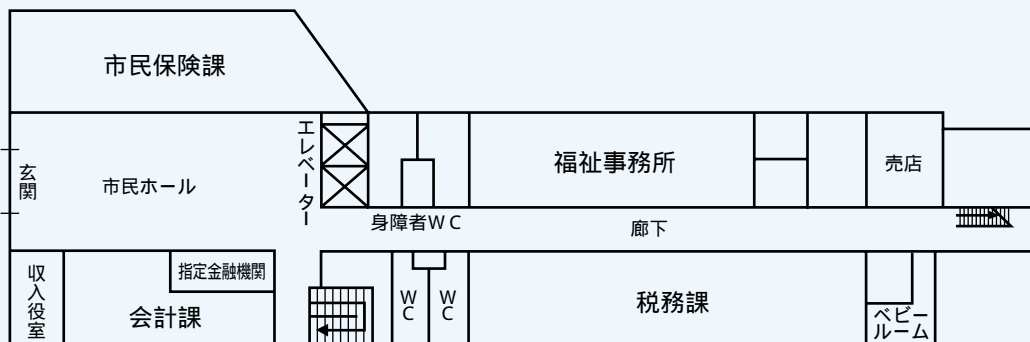 市民保険課
エレベーター
玄関
市民ホール
福祉事務所
売店
身障者WC
廊下
収入役室
指定金融機関
会計課
WC
WC
税務課
ベビー
ルーム